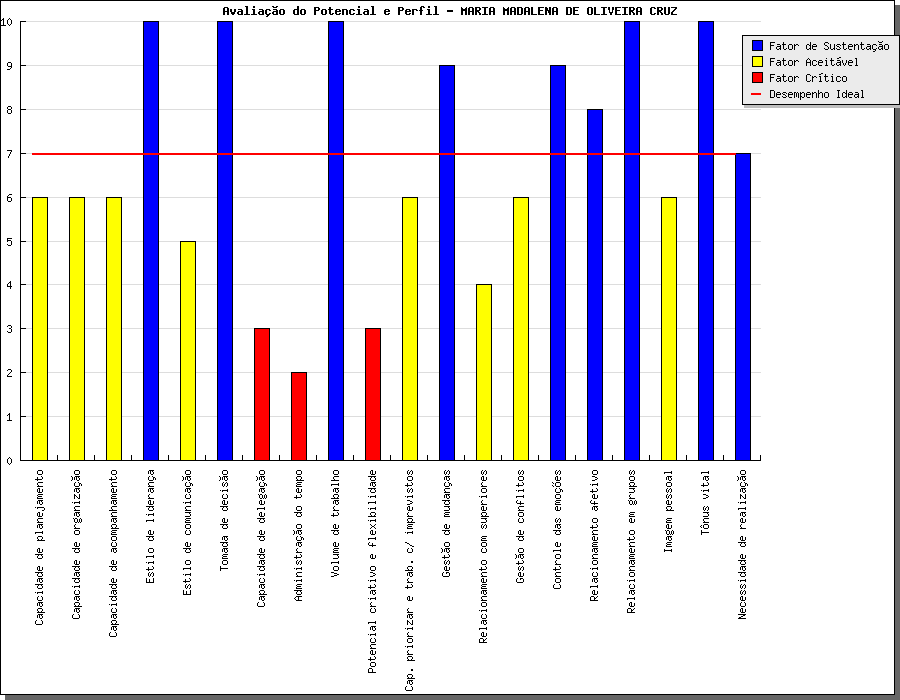 Avaliação do Potencial e Perfil - MARIA MADALENA DE OLIVEIRA CRUZ
Fator de Sustentação
Fator Aceitável
Fator Crítico
Desempenho Ideal
10
9
8
7
6
5
4
3
2
1
0
Capacidade de planejamento
Capacidade de organização
Capacidade de acompanhamento
Estilo de liderança
Estilo de comunicação
Tomada de decisão
Capacidade de delegação
Administração do tempo
Volume de trabalho
Potencial criativo e flexibilidade
Cap. priorizar e trab. c/ imprevistos
Gestão de mudanças
Relacionamento com superiores
Gestão de conflitos
Controle das emoções
Relacionamento afetivo
Relacionamento em grupos
Imagem pessoal
Tônus vital
Necessidade de realização